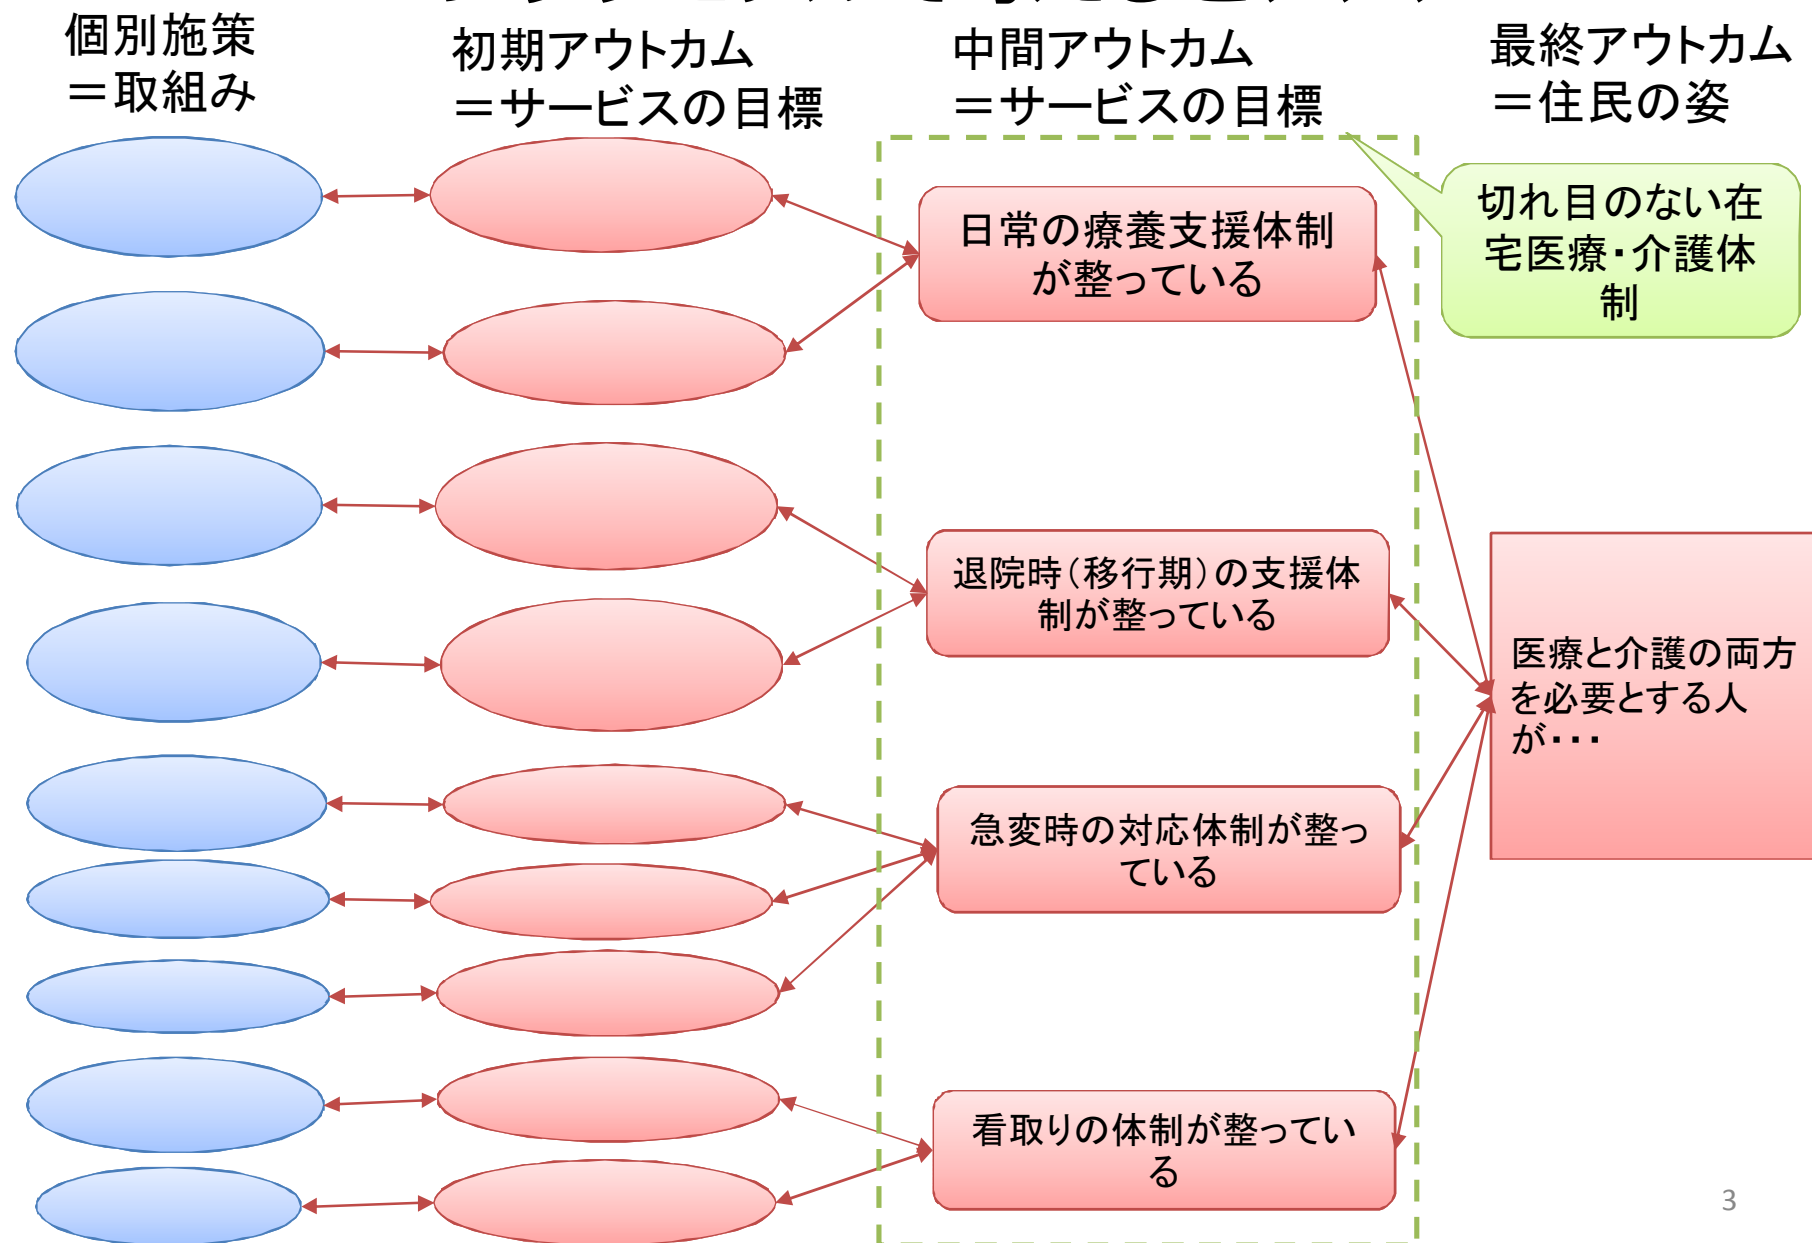 個別施策
＝取組み
初期アウトカム
＝サービスの目標
中間アウトカム
＝サービスの目標
最終アウトカム
＝住民の姿
切れ目のない在
宅医療・介護体
制
日常の療養支援体制
が整っている
退院時（移行期）の支援体
制が整っている
医療と介護の両方
を必要とする人
が・・・
急変時の対応体制が整っ
ている
看取りの体制が整ってい
る
3